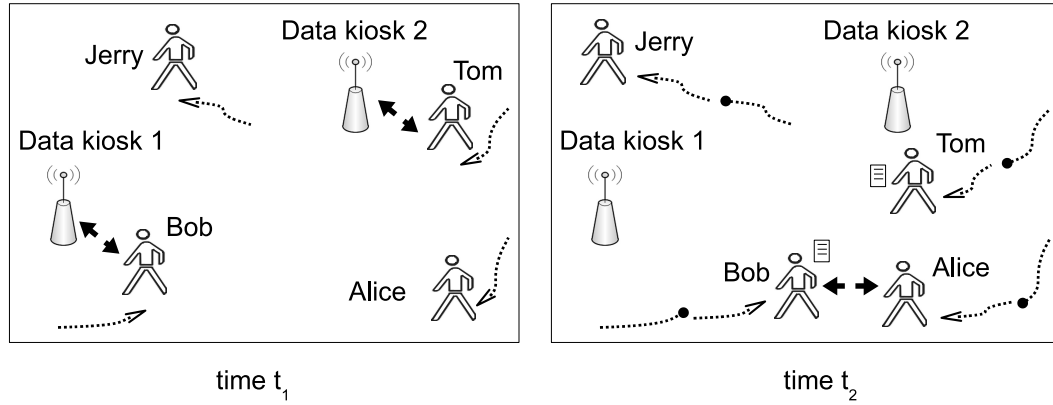 Jerry
Data kiosk 2
Tom
Data kiosk 1
Bob
Alice
time t1
Jerry
Data kiosk 2
Data kiosk 1
Tom
Bob
Alice
time t2